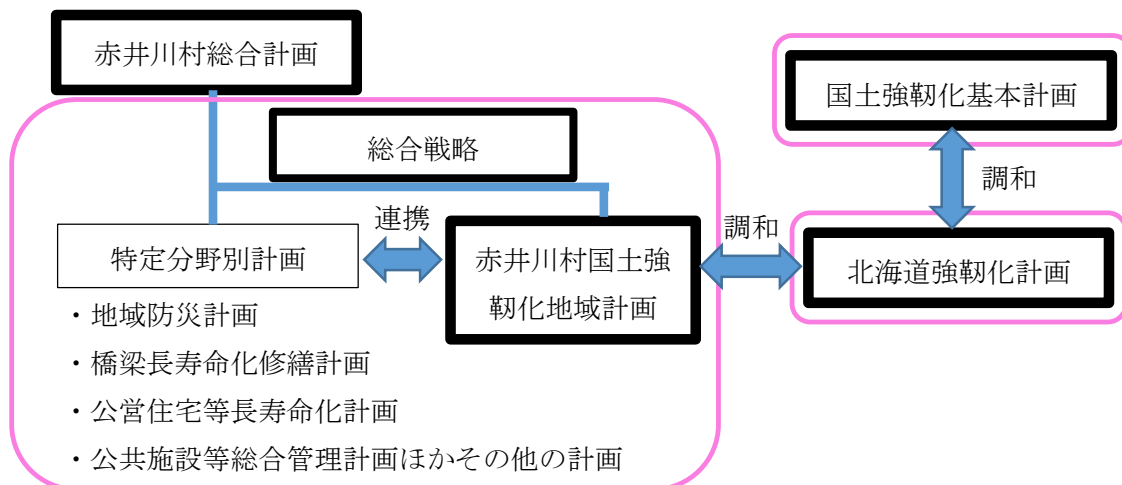 赤井川村総合計画
国土強靭化基本計画
総合戦略
調和
連携
調和
特定分野別計画
赤井川村国土強
靭化地域計画
北海道強靭化計画
・地域防災計画
・橋梁長寿命化修繕計画
・公営住宅等長寿命化計画
・公共施設等総合管理計画ほかその他の計画